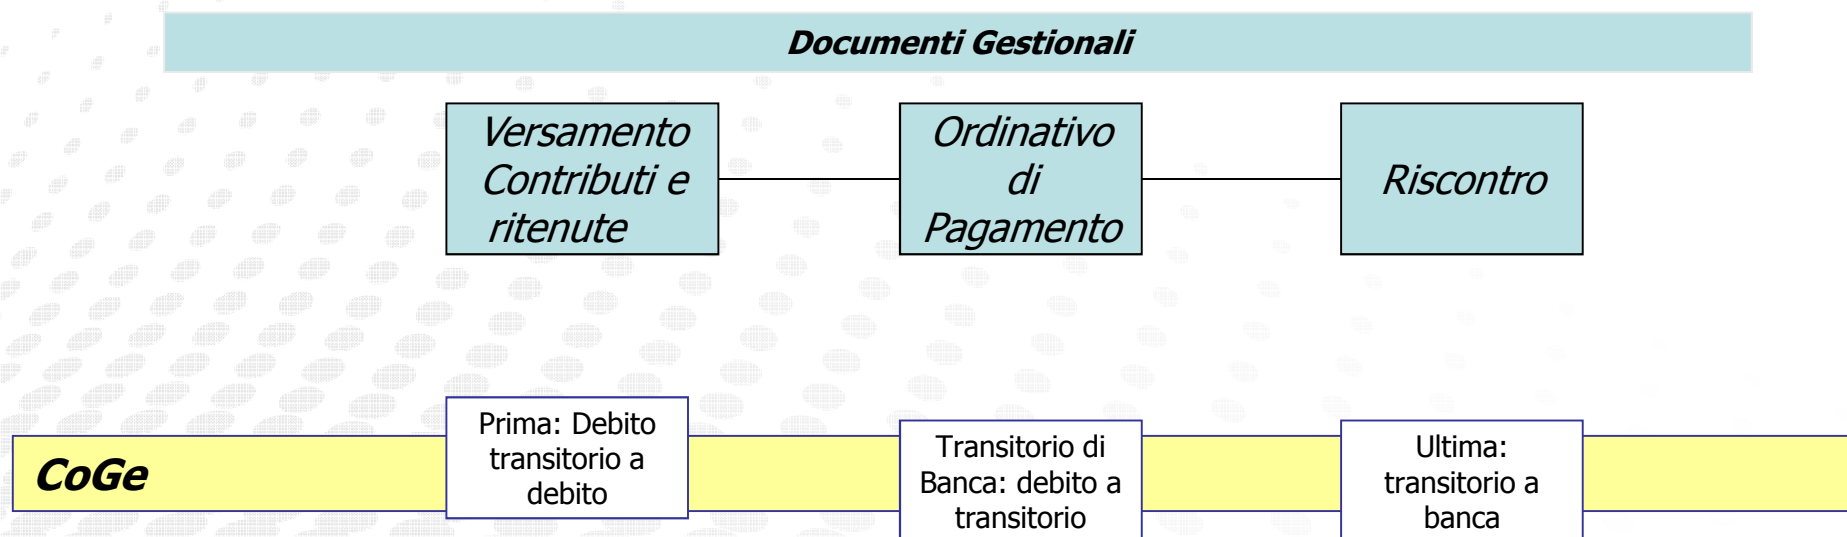 Documenti Gestionali
Versamento
Contributi e
ritenute
Ordinativo
di
Pagamento
Riscontro
CoGe
Prima: Debito
transitorio a
debito
Transitorio di
Banca: debito a
transitorio
Ultima:
transitorio a
banca